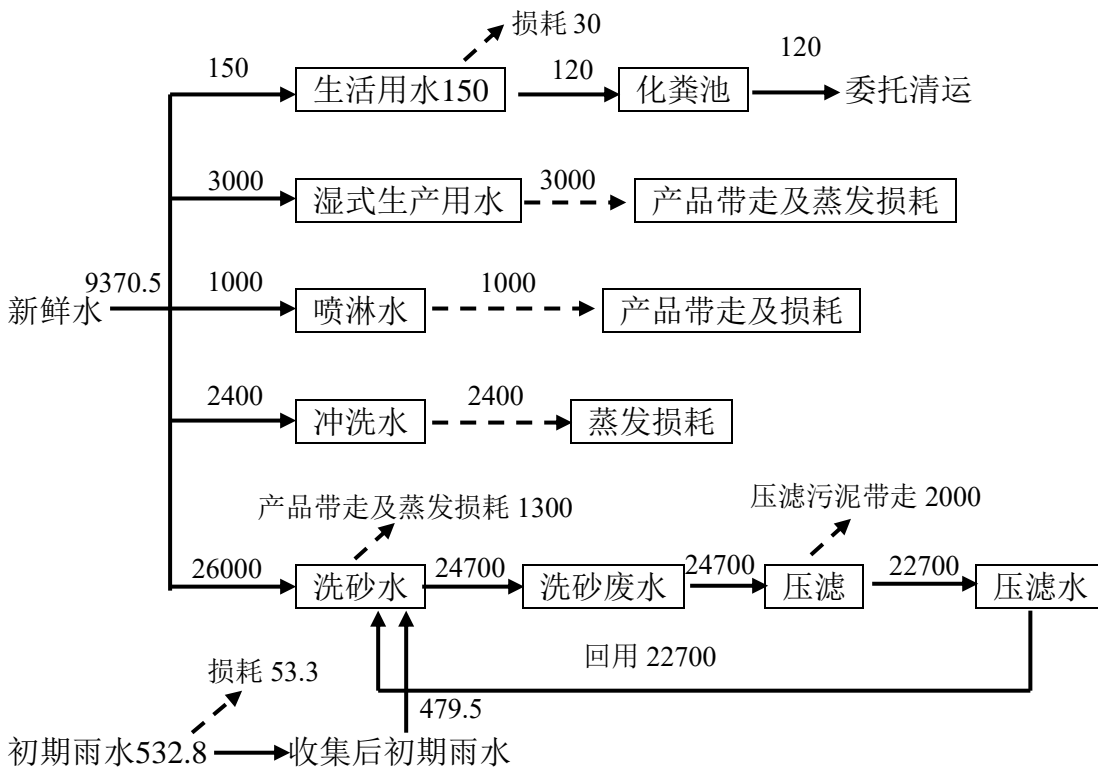 损耗 30
150
生活用水150
120
化粪池
120
委托清运
3000
湿式生产用水
3000
产品带走及蒸发损耗
新鲜水
9370.5
1000
喷淋水
1000
产品带走及损耗
2400
冲洗水
2400
蒸发损耗
产品带走及蒸发损耗 1300
压滤污泥带走 2000
26000
洗砂水
24700
洗砂废水
24700
压滤
22700
压滤水
回用 22700
损耗 53.3
479.5
初期雨水532.8
收集后初期雨水